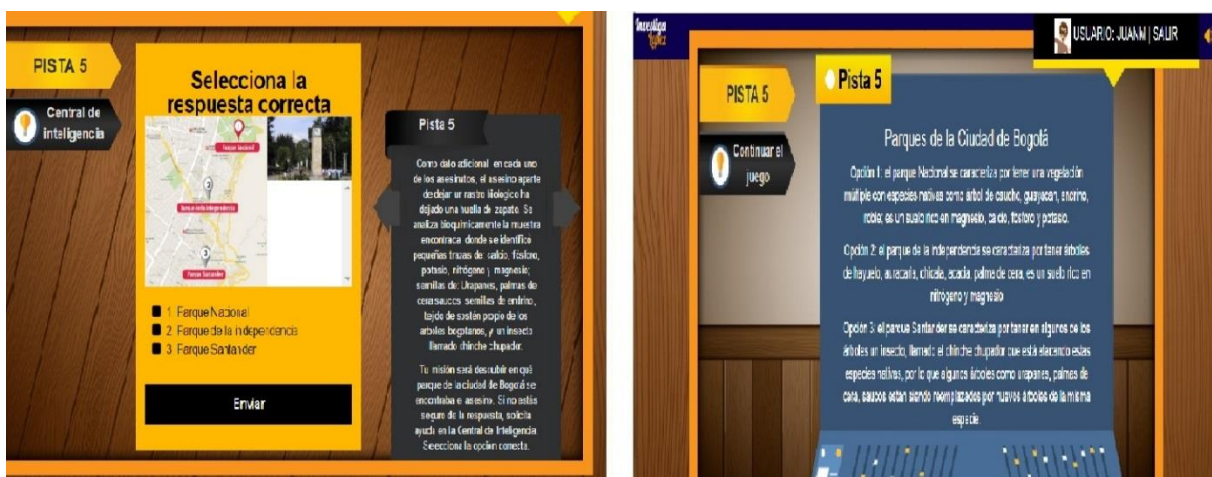 PISTA 5
Central de
inteligencia
Selecciona la
respuesta correcta
Parque Nacional
Parque de la Independencia
Parque Santander
1 Parque Nacional
2 Parque de la independencia
3 Parque Santander
Enviar
Pista 5
Como dato adicional en cada uno
de los asesinatos, el asesino aparte
de dejar un rastro biologico ha
dejado una huella de zapato. Se
analiza bioquimicamente la muestra
encontrada donde se identificó
pequeñas trazas de: calcio, fósforo,
potasio, nitrógeno y magnesio;
semillas de: Urapanes, palmas de
cera saucos semillas de entrino,
tejido de sostén propio de los
arboles bogotanos, y un insecto
llamado chinche chupador.
Tu misión será descubrir en qué
parque de la ciudad de Bogotá se
encontraba el asesino. Si no estás
seguro de la respuesta, solicita
ayuda en la Central de Inteligencia.
Selecciona la opción correcta.
Investiga
USUARIO: JUANM | SALIR
PISTA 5
Continuar el
juego
Pista 5
Parques de la Ciudad de Bogotá
Opción 1: el parque Nacional se caracteriza por tener una vegetación
múltiple con especies nativas como árbol de caucho, guayacan,
roble; es un suelo rico en magnesio, calcio, fósforo y potasio.
Opción 2: el parque de la independencia se caracteriza por tener árboles
de hayuelo, auracaria, chicala, acacia, palma de cera, es un suelo rico en
nitrógeno y magnesio
Opción 3: el parque Santander se caracteriza por tener en algunos de los
árboles un insecto, llamado el chinche chupador que está atacando estas
especies nativas, por lo que algunos árboles como urapanes, palmas de
cera, saucos están siendo reemplazados por nuevos árboles de la misma
especie.